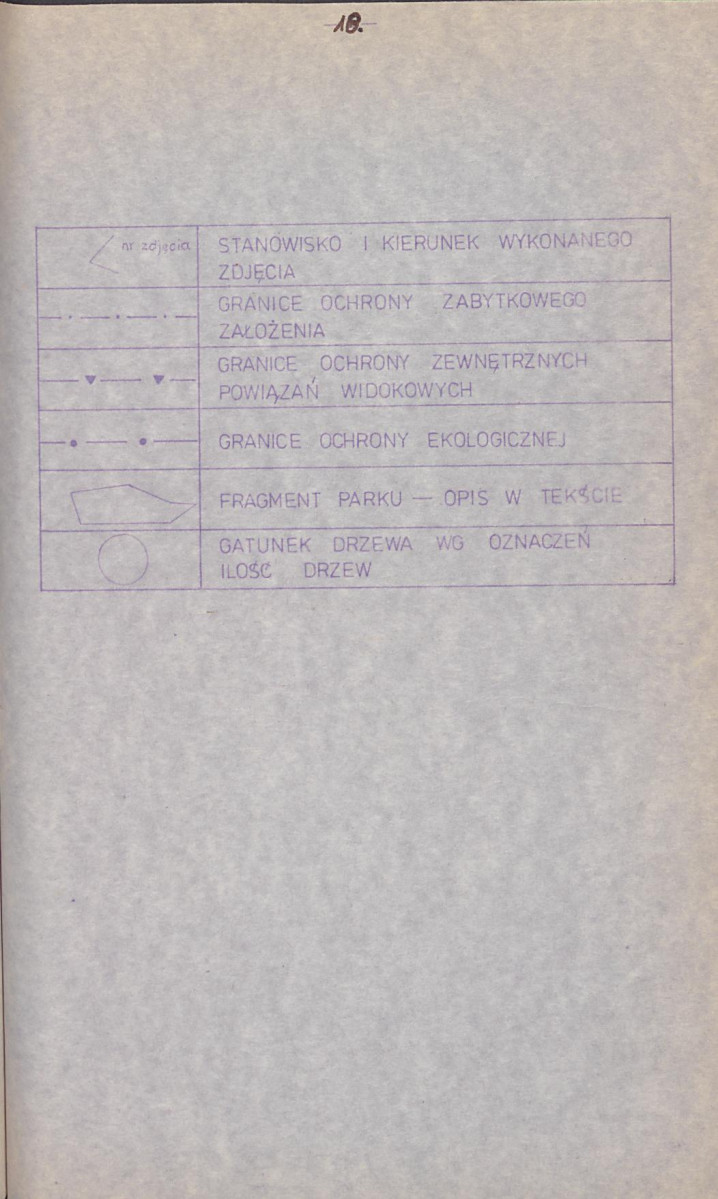 -18.-
nr zdjęcia STANOWISKO I KIERUNEK WYKONANEGO
ZDJĘCIA
GRANICE OCHRONY ZABYTKOWEGO
ZAŁOŻENIA
GRANICE OCHRONY ZEWNĘTRZNYCH
POWIĄZAŃ WIDOKOWYCH
GRANICE OCHRONY EKOLOGICZNEJ
FRAGMENT PARKU — OPIS W TEKŚCIE
GATUNEK DRZEWA WG OZNACZEŃ
ILOŚĆ DRZEW